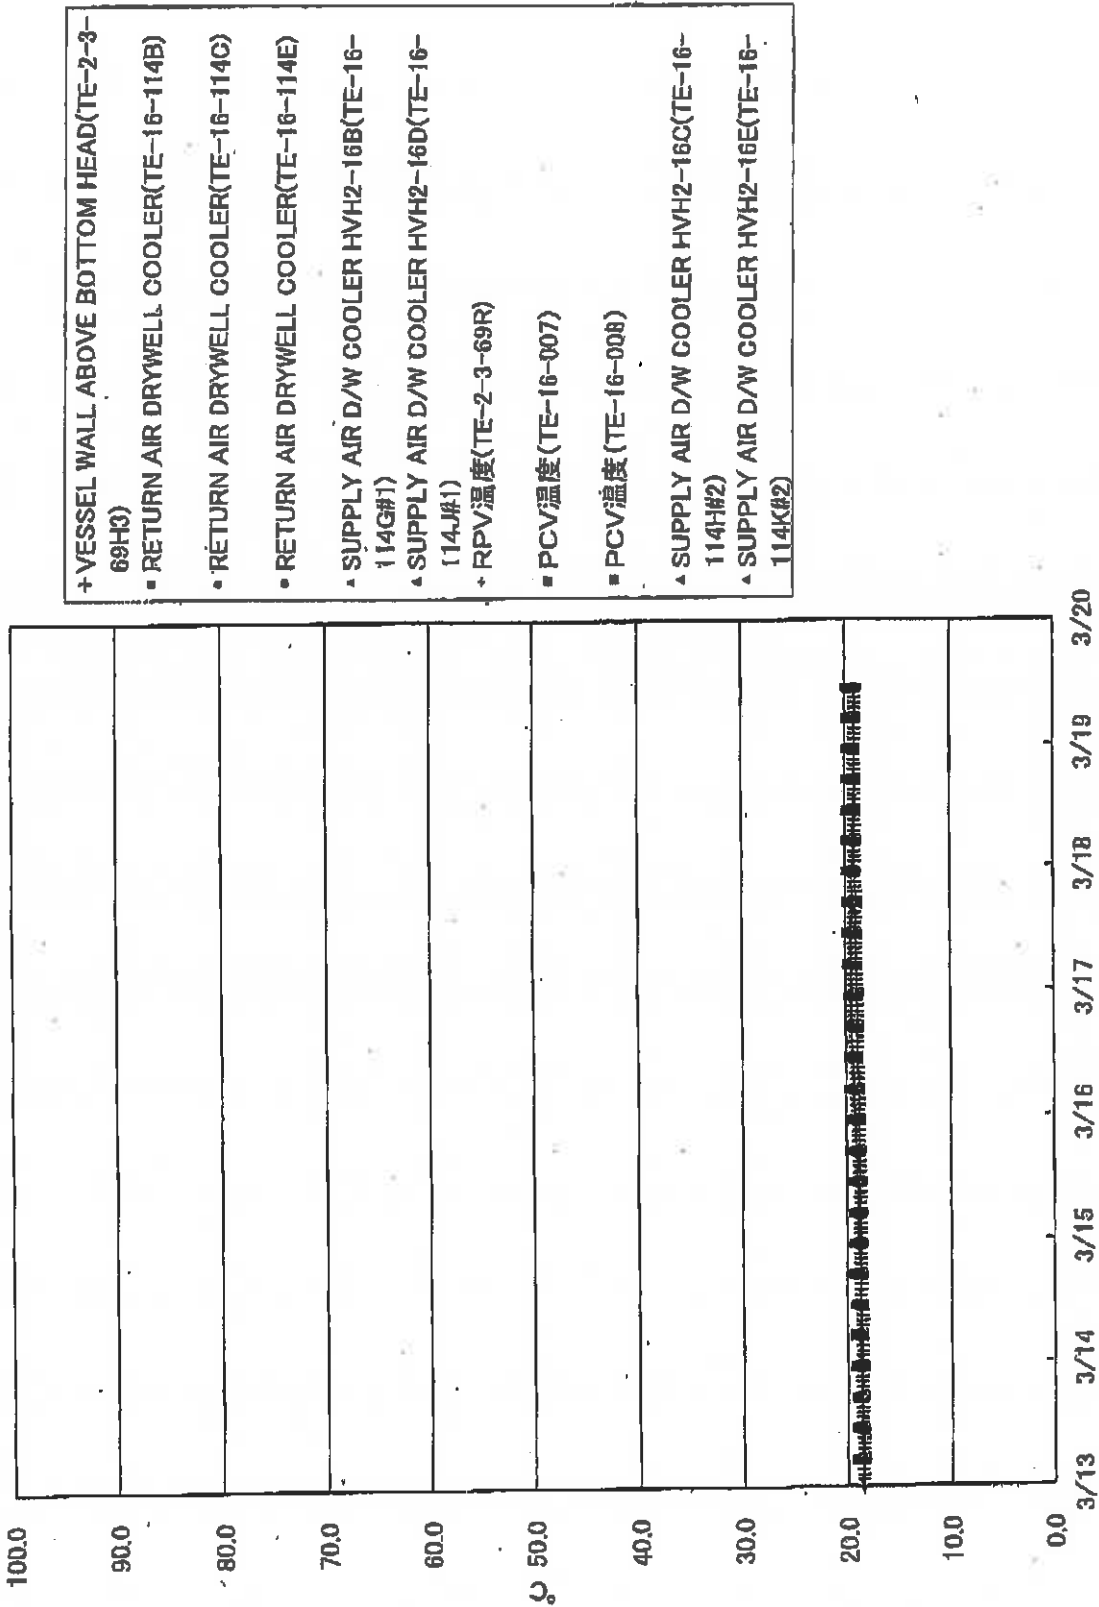 100.0
90.0
80.0
70.0
60.0
50.0
40.0
30.0
20.0
10.0
0.0
℃
3/13
3/14
3/15
3/16
3/17
3/18
3/19
3/20
+ VESSEL WALL ABOVE BOTTOM HEAD(TE-2-3-
69H3)
▪ RETURN AIR DRYWELL COOLER(TE-16-114B)
• RETURN AIR DRYWELL COOLER(TE-16-114C)
• RETURN AIR DRYWELL COOLER(TE-16-114E)
▲ SUPPLY AIR D/W COOLER HVH2-16B(TE-16-
114G#1)
▲ SUPPLY AIR D/W COOLER HVH2-16D(TE-16-
114J#1)
+ RPV温度(TE-2-3-69R)
■ PCV温度(TE-16-007)
■ PCV温度(TE-16-008)
▲ SUPPLY AIR D/W COOLER HVH2-16C(TE-16-
114H#2)
▲ SUPPLY AIR D/W COOLER HVH2-16E(TE-16-
114K#2)